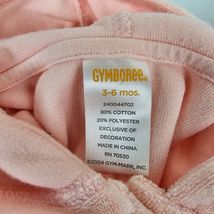 GYMBOREE®
3-6 mos.
240044702
80% COTTON
20% POLYESTER
EXCLUSIVE OF
DECORATION
MADE IN CHINA
RN 70530
©2004 GYM-MARK, INC.